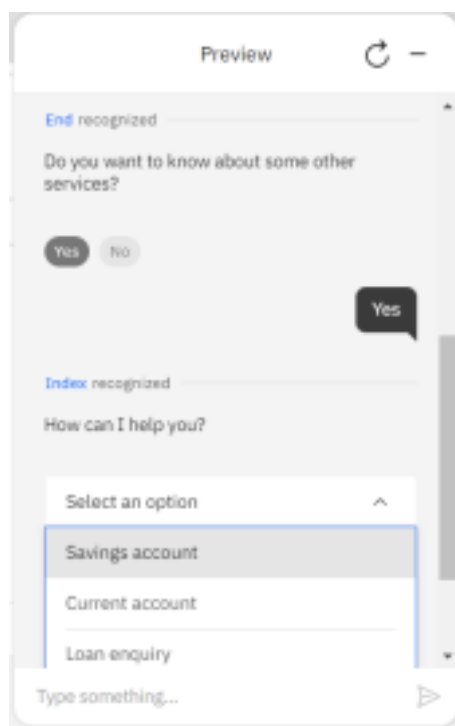 Preview
End recognized
Do you want to know about some other
services?
Yes No
Yes
Index recognized
How can I help you?
Select an option
Savings account
Current account
Loan enquiry
Type something...